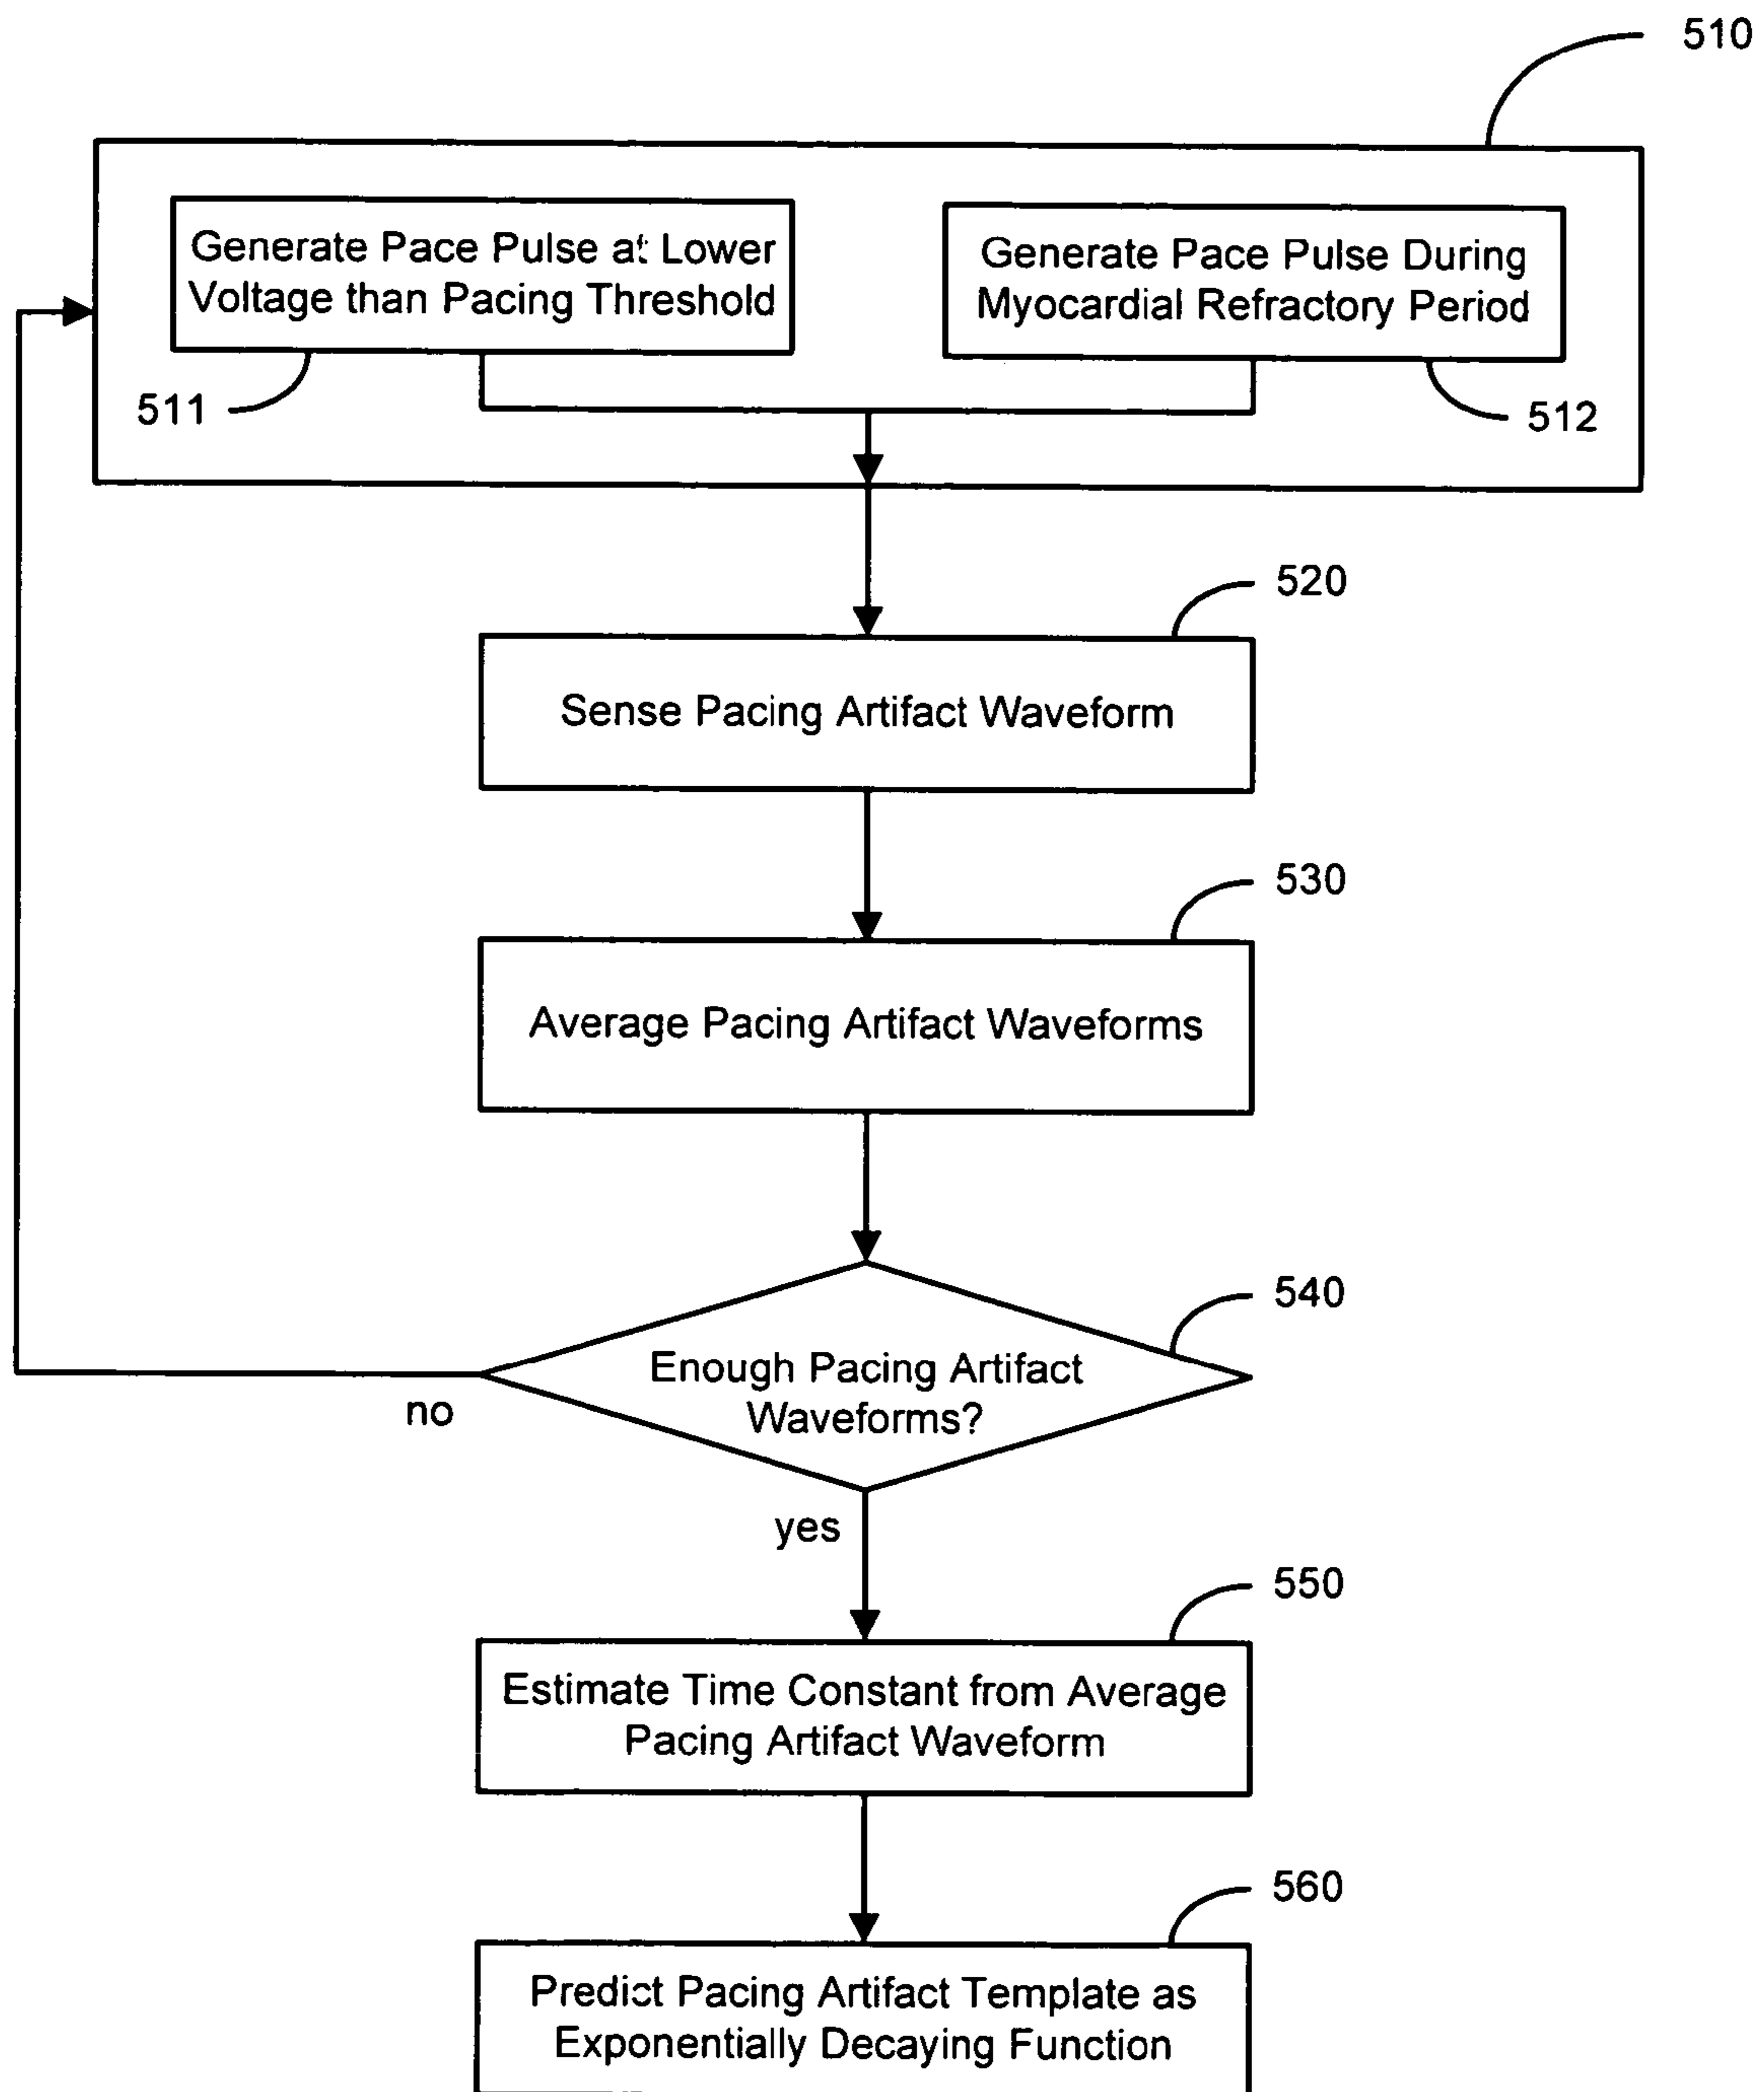 510
Generate Pace Pulse at Lower
Voltage than Pacing Threshold
Generate Pace Pulse During
Myocardial Refractory Period
511
512
520
Sense Pacing Artifact Waveform
530
Average Pacing Artifact Waveforms
540
Enough Pacing Artifact
Waveforms?
no
yes
550
Estimate Time Constant from Average
Pacing Artifact Waveform
560
Predict Pacing Artifact Template as
Exponentially Decaying Function